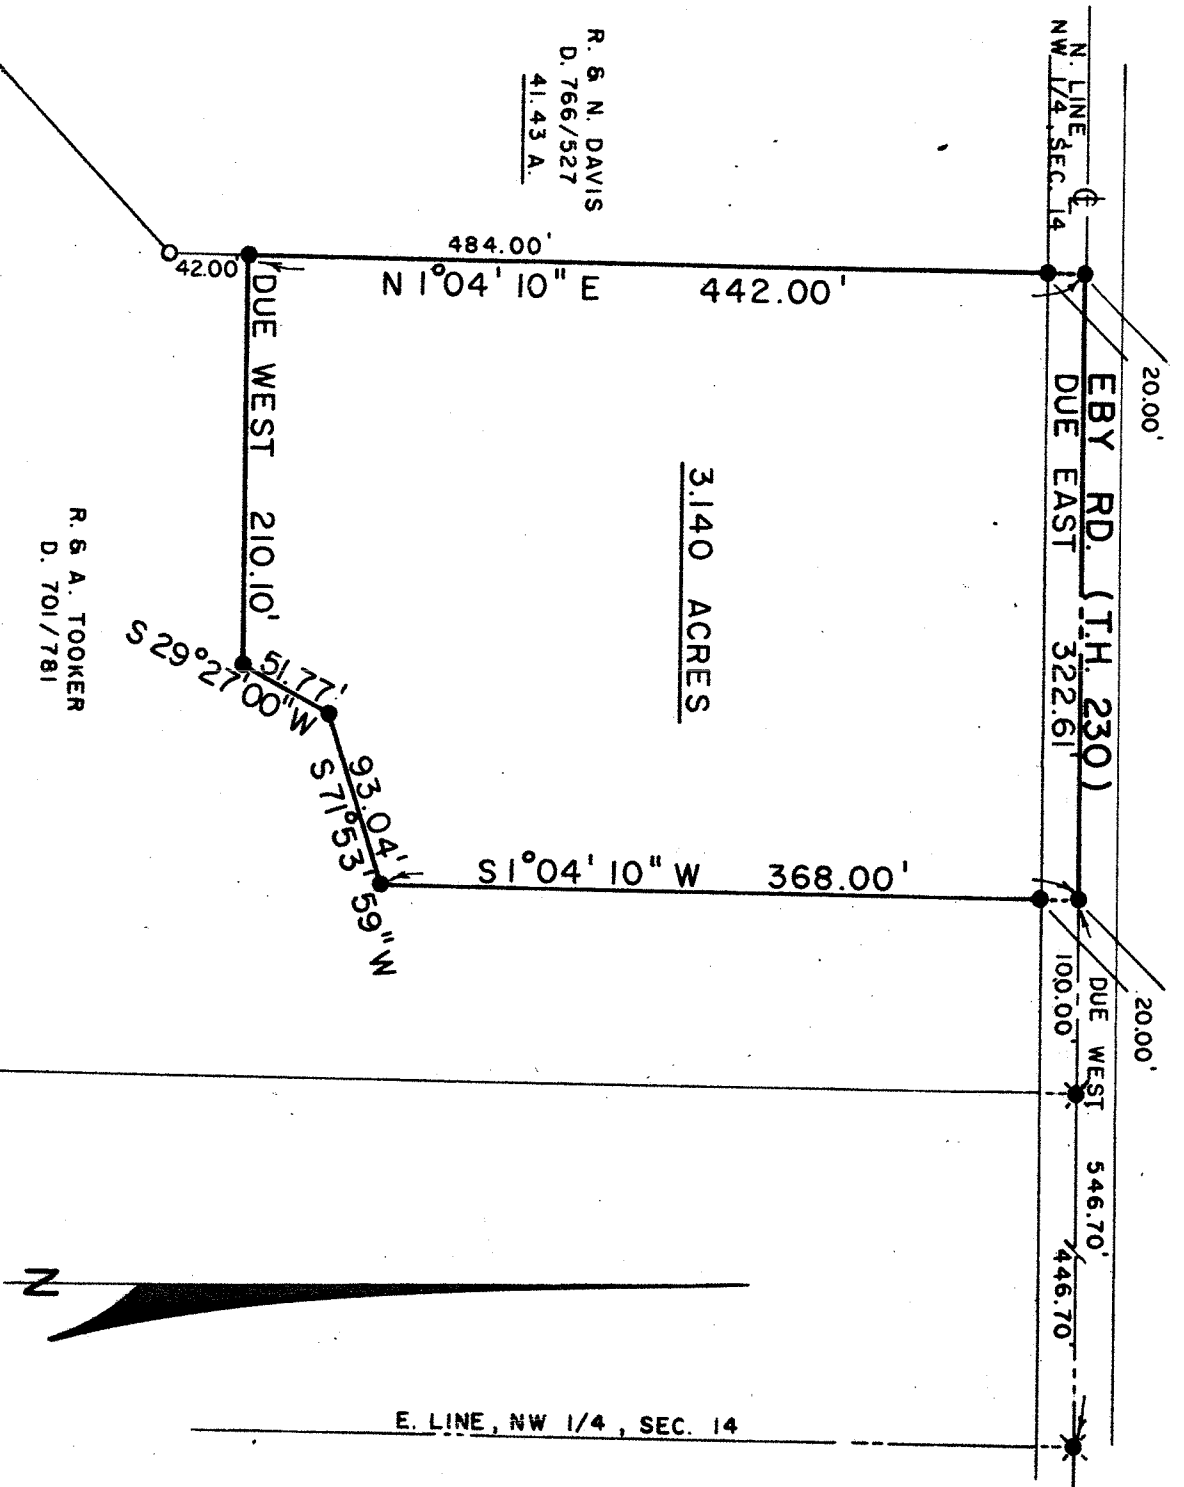 N. LINE,
NW 1/4, SEC. 14
℄
R. & N. DAVIS
D. 766/527
41.43 A.
484.00'
42.00'
N 1°04' 10" E 442.00'
20.00'
EBY RD. (T.H. 230)
DUE EAST 322.61'
DUE WEST 210.10'
3.140 ACRES
R. & A. TOOKER
D. 701/781
51.77'
S 29°27'00" W
93.04'
S 71°53' 59" W
S 1°04' 10" W 368.00'
20.00'
DUE WEST 546.70'
100.00'
446.70'
N
E. LINE, NW 1/4, SEC. 14